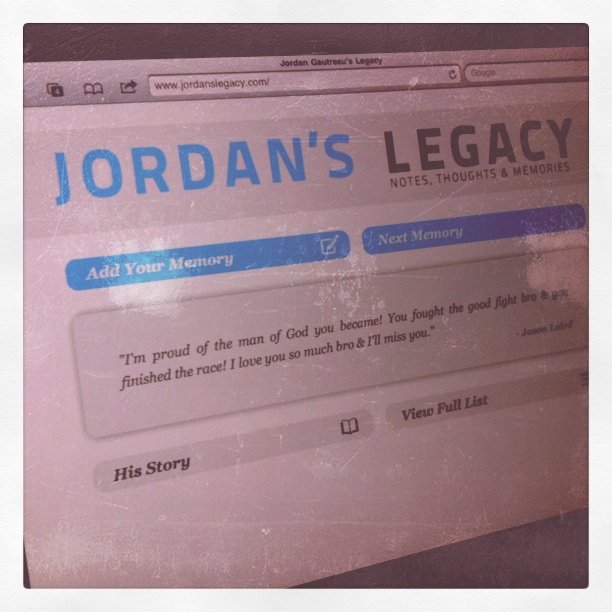 Jordan Gautreau's Legacy
www.jordanslegacy.com/
Google
JORDAN'S LEGACY
NOTES, THOUGHTS & MEMORIES
Add Your Memory
Next Memory
"I'm proud of the man of God you became! You fought the good fight bro & you
finished the race! I love you so much bro & I'll miss you."
- Jason Laird
His Story
View Full List